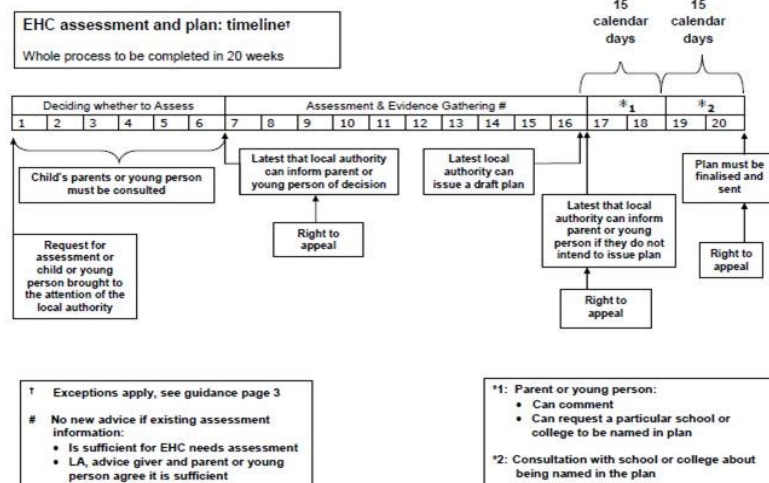 EHC assessment and plan: timeline†
Whole process to be completed in 20 weeks
15
calendar
days
15
calendar
days
Deciding whether to Assess
Assessment & Evidence Gathering #
*1
*2
1 2 3 4 5 6 7 8 9 10 11 12 13 14 15 16 17 18 19 20
Child's parents or young person
must be consulted
Latest that local authority
can inform parent or
young person of decision
Latest local
authority can
issue a draft plan
Plan must be
finalised and
sent
Request for
assessment or
child or young
person brought to
the attention of the
local authority
Right to
appeal
Latest that local
authority can inform
parent or young
person if they do not
intend to issue plan
Right to
appeal
Right to
appeal
† Exceptions apply, see guidance page 3
# No new advice if existing assessment
information:
• Is sufficient for EHC needs assessment
• LA, advice giver and parent or young
person agree it is sufficient
*1: Parent or young person:
• Can comment
• Can request a particular school or
college to be named in plan
*2: Consultation with school or college about
being named in the plan